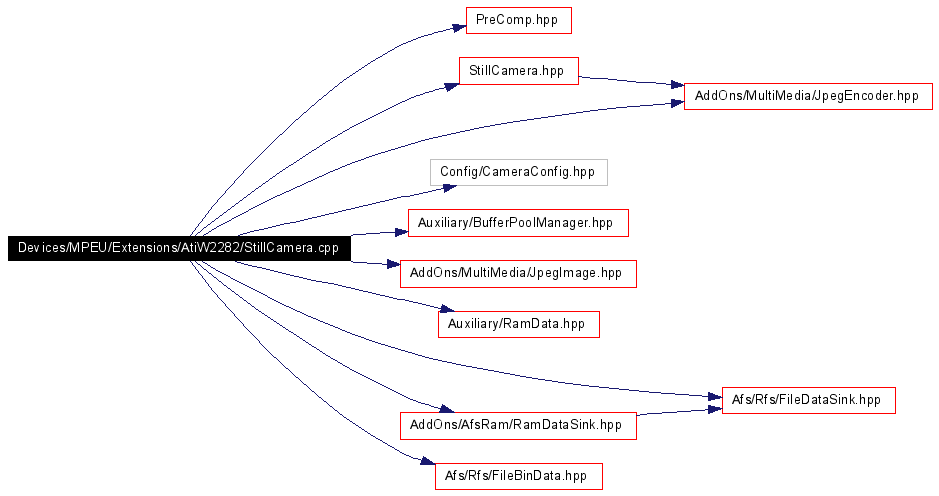 PreComp.hpp
StillCamera.hpp
AddOns/MultiMedia/JpegEncoder.hpp
Config/CameraConfig.hpp
Auxiliary/BufferPoolManager.hpp
Devices/MPEU/Extensions/AtiW2282/StillCamera.cpp
AddOns/MultiMedia/JpegImage.hpp
Auxiliary/RamData.hpp
Afs/Rfs/FileDataSink.hpp
AddOns/AfsRam/RamDataSink.hpp
Afs/Rfs/FileBinData.hpp